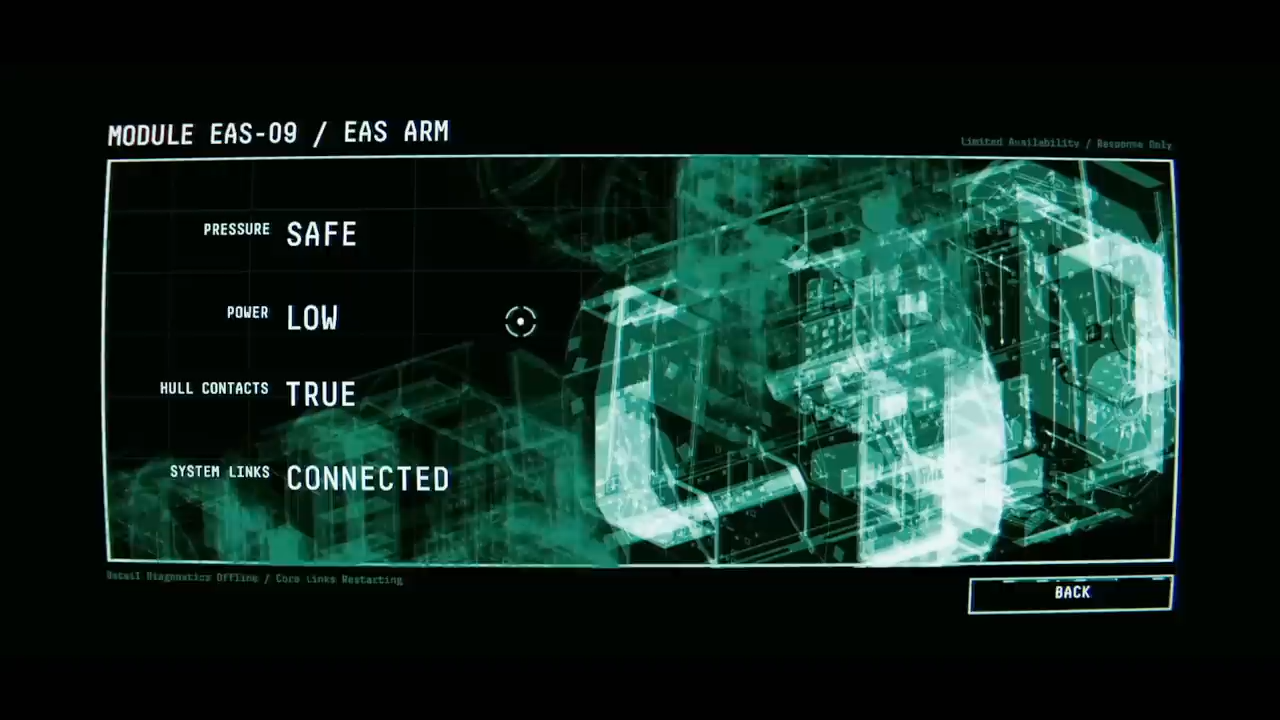 MODULE EAS-09 / EAS ARM
Limited Availability / Response Only
PRESSURE SAFE
POWER LOW
HULL CONTACTS TRUE
SYSTEM LINKS CONNECTED
Detail Diagnostics Offline / Core Links Restarting
BACK